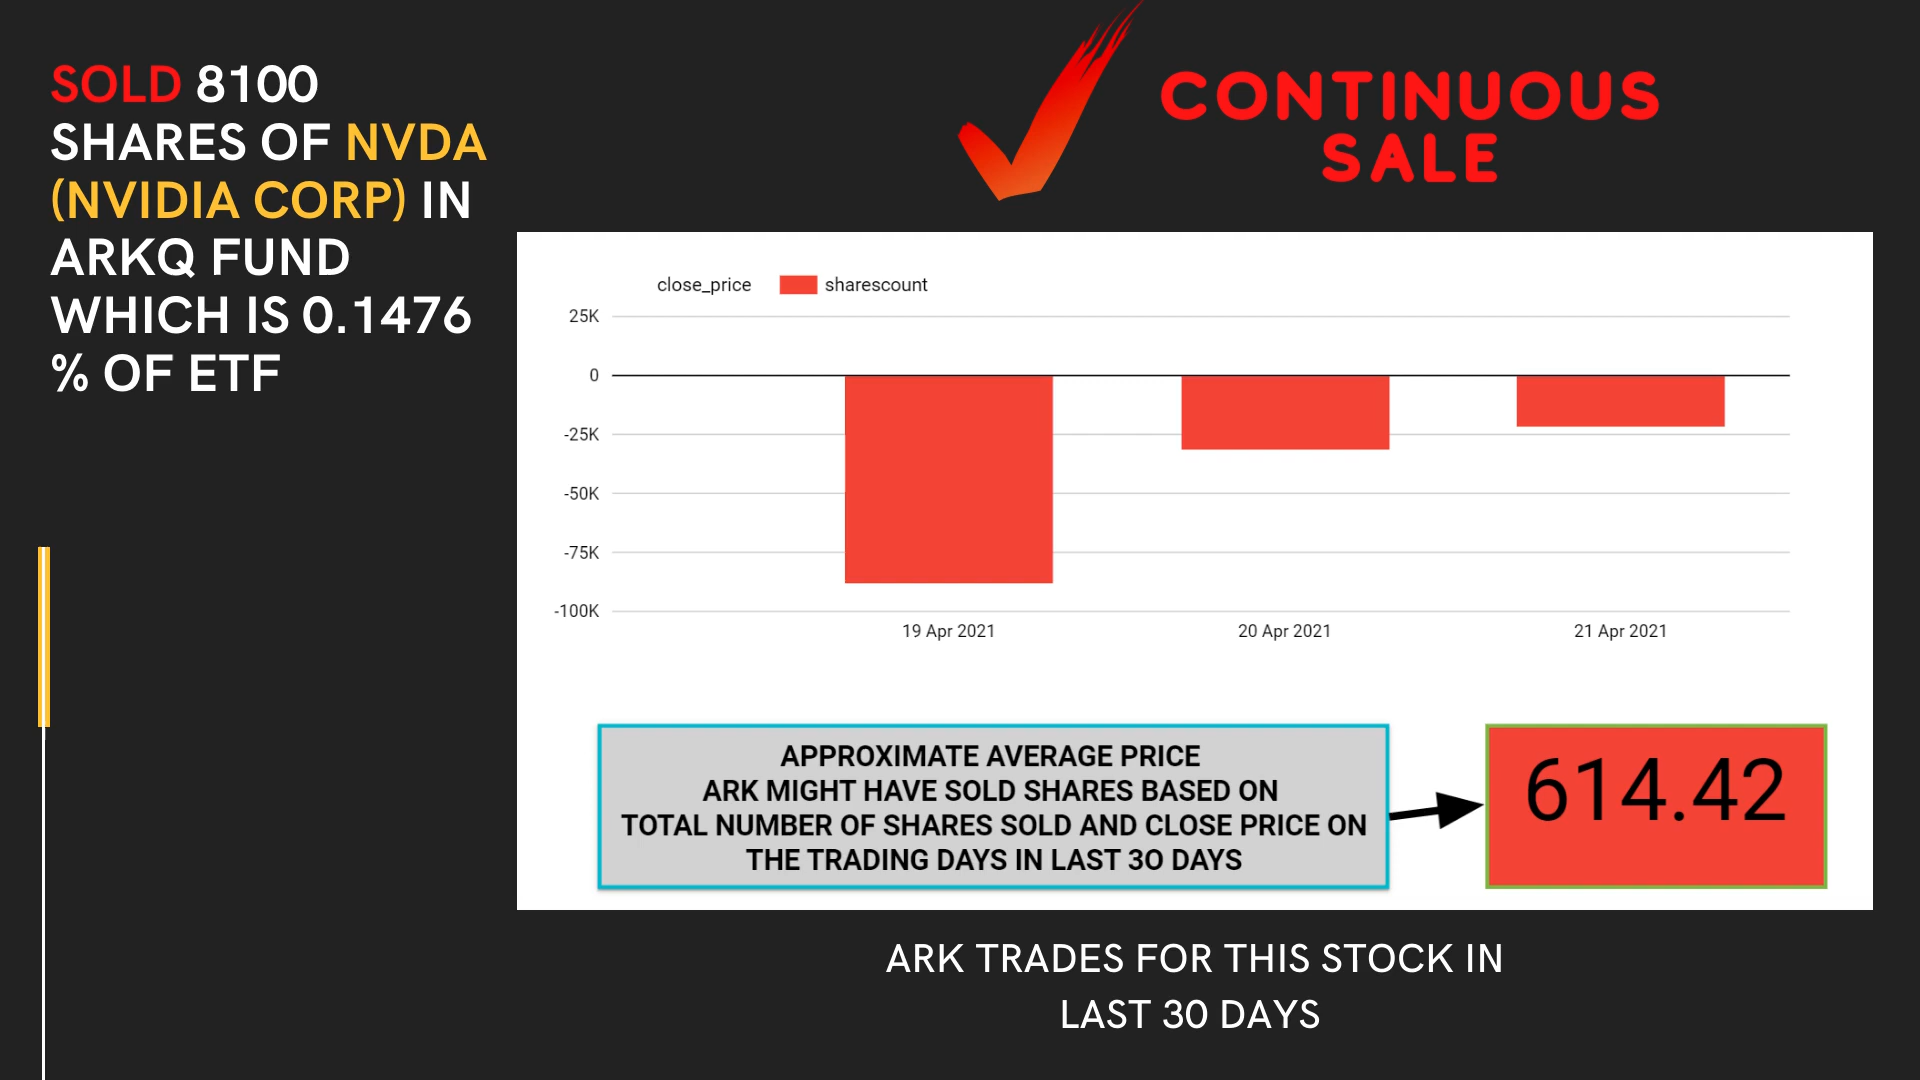 SOLD 8100
SHARES OF NVDA
(NVIDIA CORP) IN
ARKQ FUND
WHICH IS 0.1476
% OF ETF
CONTINUOUS
SALE
close_price sharescount
25K
0
-25K
-50K
-75K
-100K
19 Apr 2021 20 Apr 2021 21 Apr 2021
APPROXIMATE AVERAGE PRICE
ARK MIGHT HAVE SOLD SHARES BASED ON
TOTAL NUMBER OF SHARES SOLD AND CLOSE PRICE ON
THE TRADING DAYS IN LAST 30 DAYS
614.42
ARK TRADES FOR THIS STOCK IN
LAST 30 DAYS